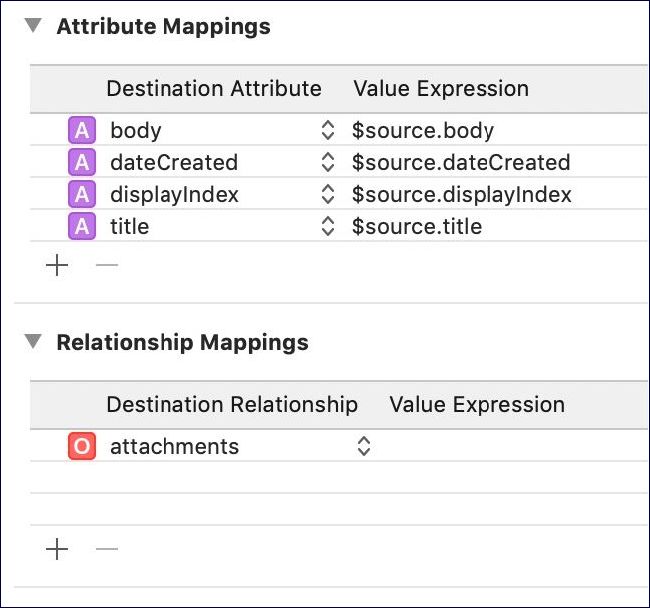 Attribute Mappings
Destination Attribute Value Expression
A body $source.body
A dateCreated $source.dateCreated
A displayIndex $source.displayIndex
A title $source.title
Relationship Mappings
Destination Relationship Value Expression
O attachments